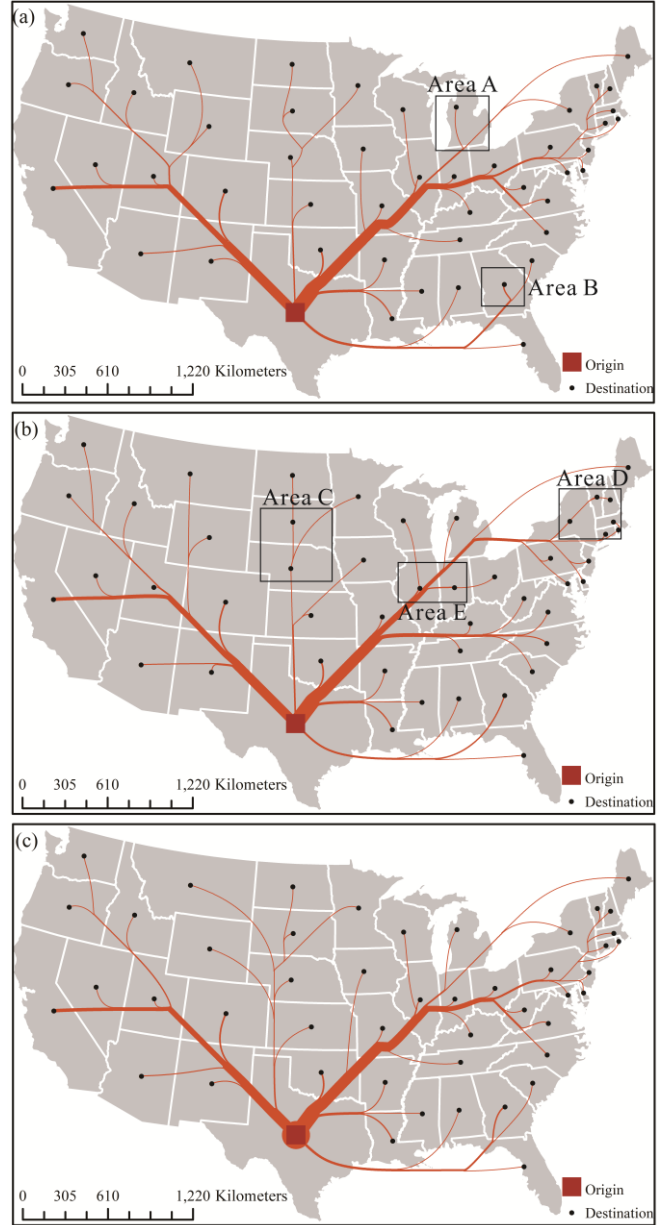 (a)
Area A
Area B
0 305 610 1,220 Kilometers
Origin
Destination
(b)
Area D
Area C
Area E
0 305 610 1,220 Kilometers
Origin
Destination
(c)
0 305 610 1,220 Kilometers
Origin
Destination